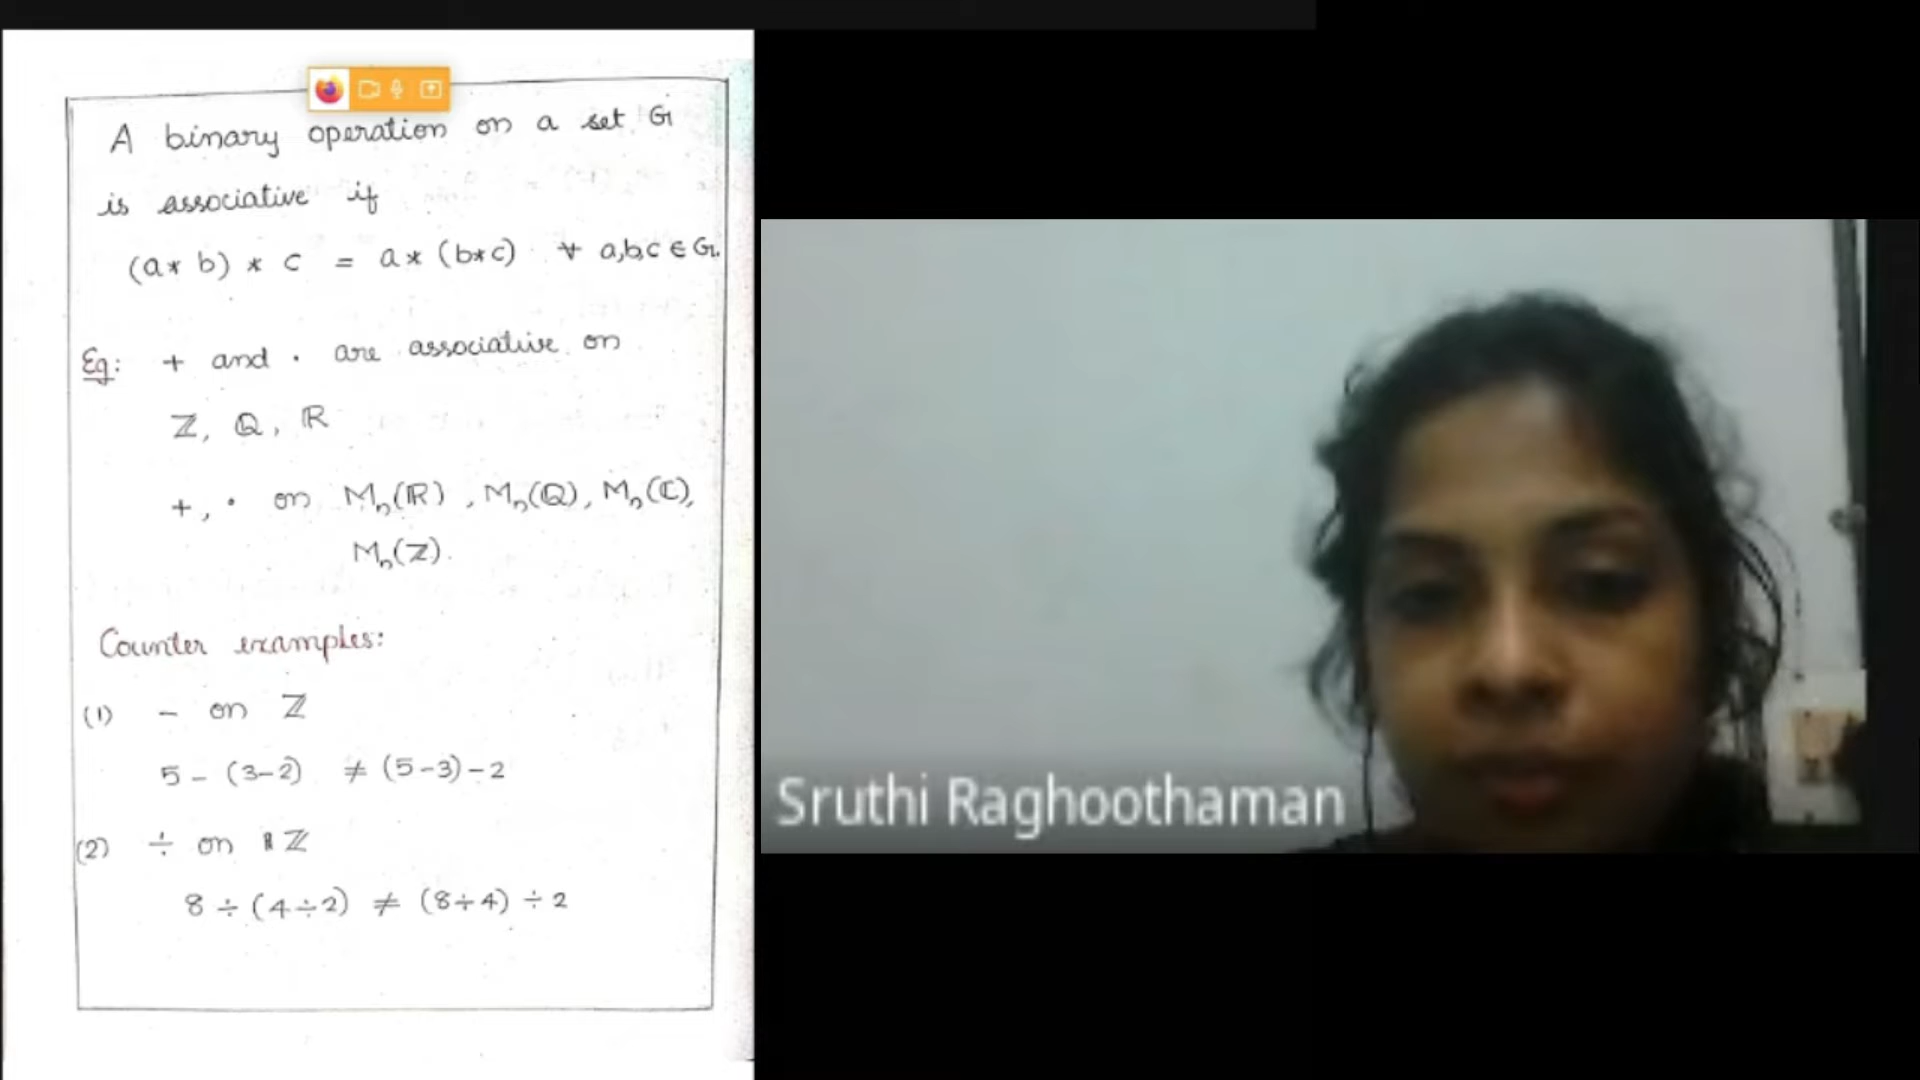 A binary operation on a set G
is associative if
(a * b) * c = a * (b*c) ∀ a,b,c ∈ G.
Eg: + and · are associative on
ℤ, ℚ, ℝ
+, · on Mn(ℝ), Mn(ℚ), Mn(ℂ),
Mn(ℤ).
Counter examples:
(1) - on ℤ
5 - (3-2) ≠ (5-3)-2
(2) ÷ on ℤ
8 ÷ (4÷2) ≠ (8÷4) ÷ 2
Sruthi Raghoothaman